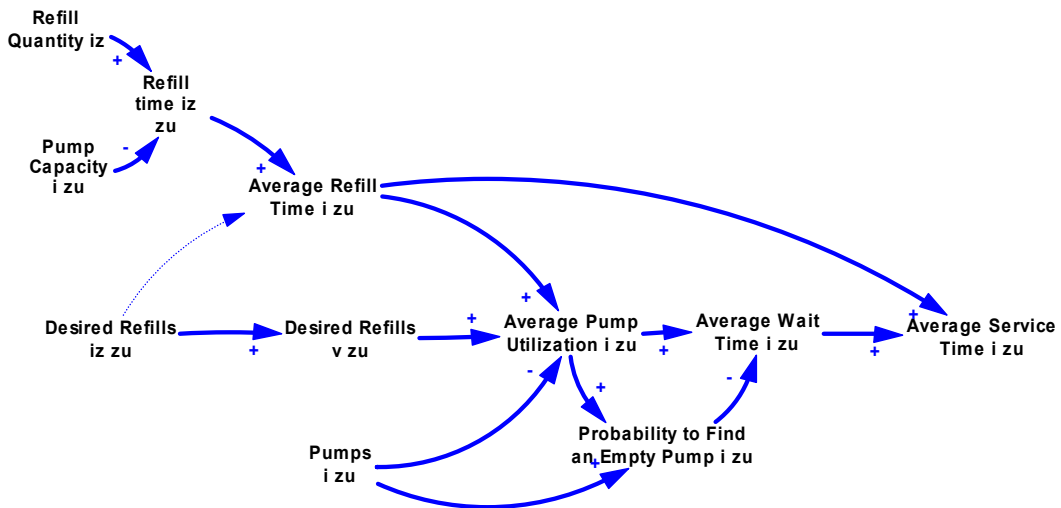 Refill
Quantity iz
+
Refill
time iz
zu
Pump
Capacity
i zu
-
+
Average Refill
Time i zu
Desired Refills
iz zu
+
Desired Refills
v zu
+
+
Average Pump
Utilization i zu
-
+
Average Wait
Time i zu
+
+
Average Service
Time i zu
+
-
Probability to Find
an Empty Pump i zu
+
Pumps
i zu